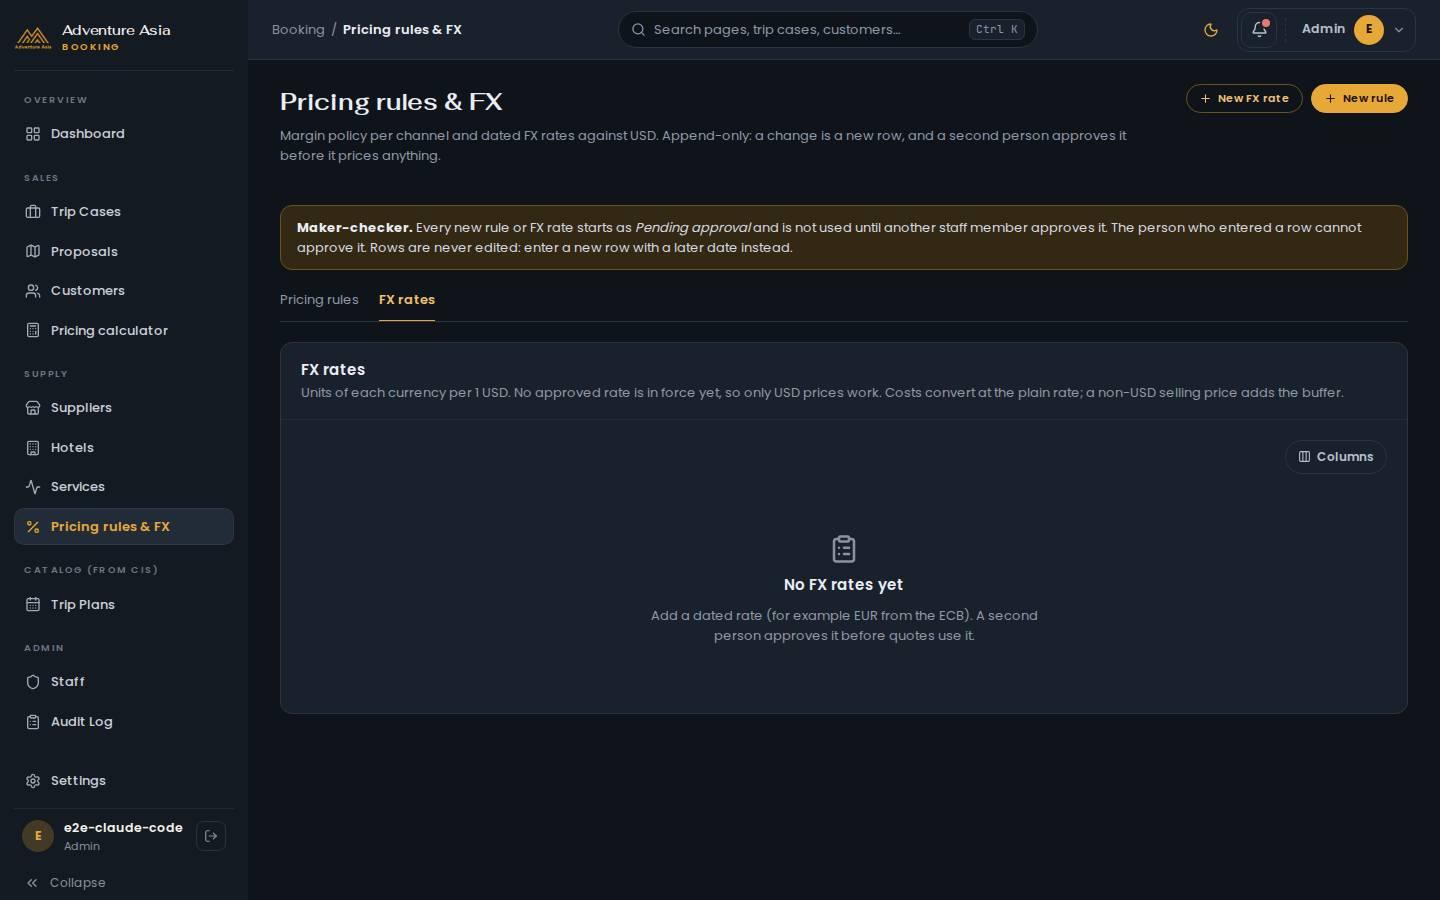 Adventure Asia
BOOKING
Adventure Asia
OVERVIEW
Dashboard
SALES
Trip Cases
Proposals
Customers
Pricing calculator
SUPPLY
Suppliers
Hotels
Services
Pricing rules & FX
CATALOG (FROM CIS)
Trip Plans
ADMIN
Staff
Audit Log
Settings
E
e2e-claude-code
Admin
Collapse
Booking / Pricing rules & FX
Search pages, trip cases, customers...
Ctrl K
Admin
E
Pricing rules & FX
New FX rate
New rule
Margin policy per channel and dated FX rates against USD. Append-only: a change is a new row, and a second person approves it
before it prices anything.
Maker-checker. Every new rule or FX rate starts as Pending approval and is not used until another staff member approves it. The person who entered a row cannot
approve it. Rows are never edited: enter a new row with a later date instead.
Pricing rules
FX rates
FX rates
Units of each currency per 1 USD. No approved rate is in force yet, so only USD prices work. Costs convert at the plain rate; a non-USD selling price adds the buffer.
Columns
No FX rates yet
Add a dated rate (for example EUR from the ECB). A second
person approves it before quotes use it.